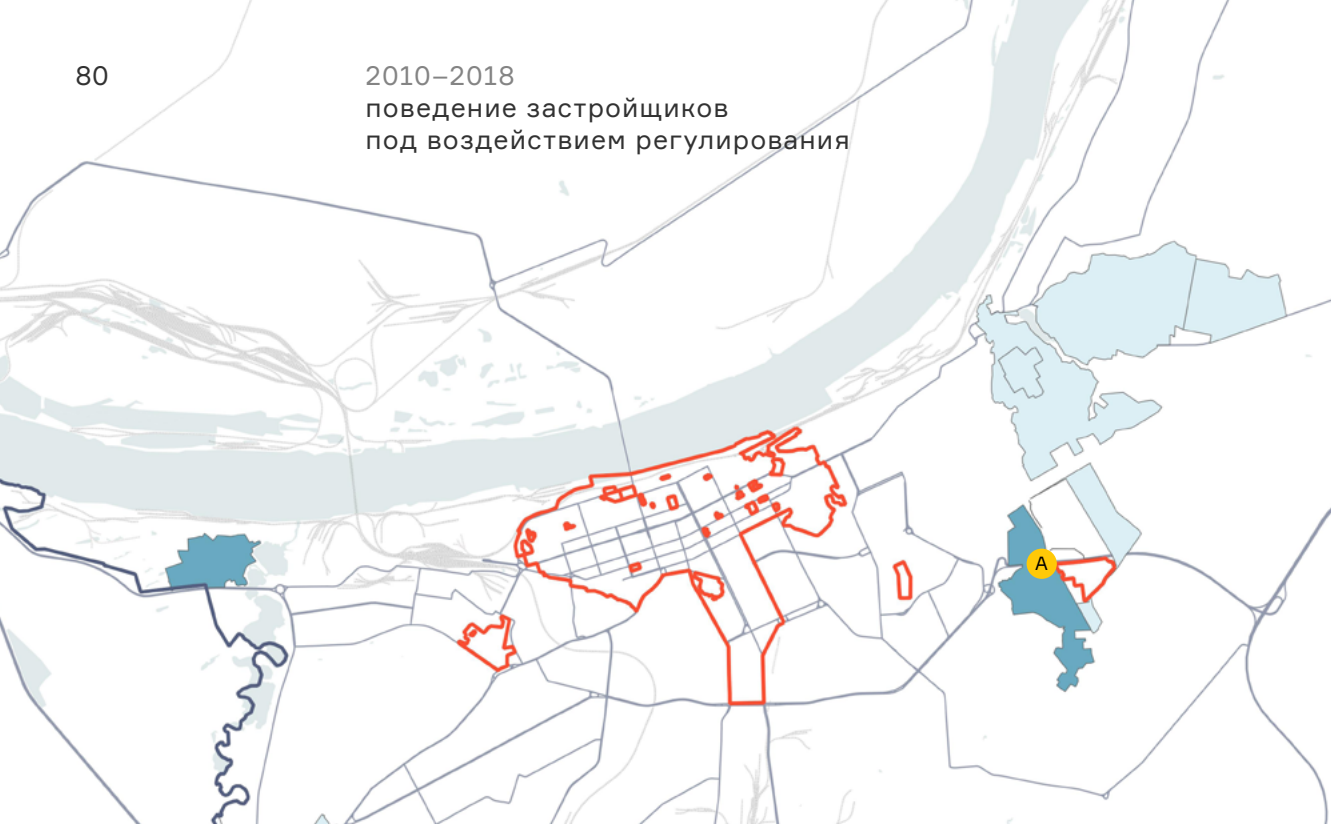 80
2010–2018
поведение застройщиков
под воздействием регулирования
A